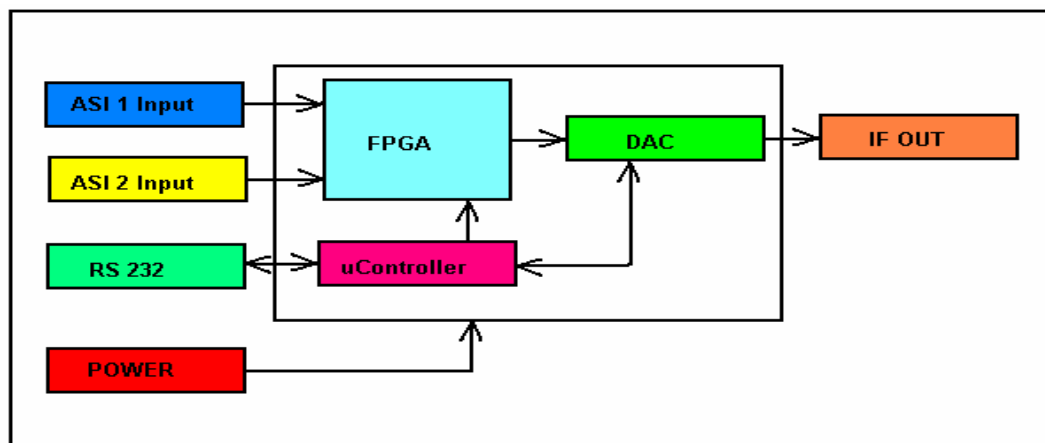 ASI 1 Input
FPGA
DAC
IF OUT
ASI 2 Input
RS 232
uController
POWER